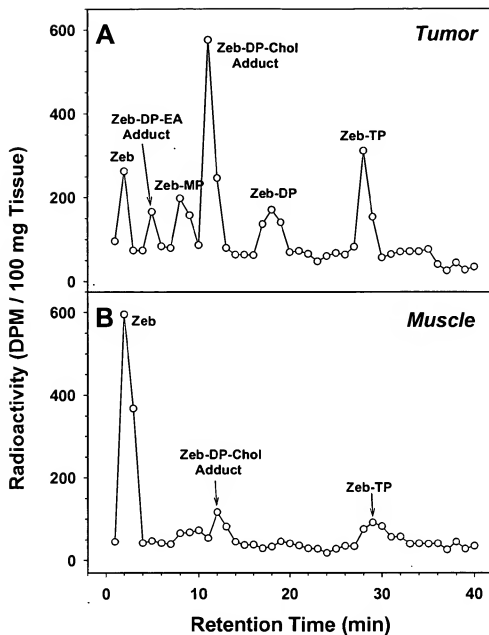 A
Tumor
600
400
200
0
Zeb
Zeb-DP-EA
Adduct
Zeb-MP
Zeb-DP-Chol
Adduct
Zeb-DP
Zeb-TP
B
Muscle
600
400
200
0
Zeb
Zeb-DP-Chol
Adduct
Zeb-TP
0
10
20
30
40
Retention Time (min)
Radioactivity (DPM / 100 mg Tissue)